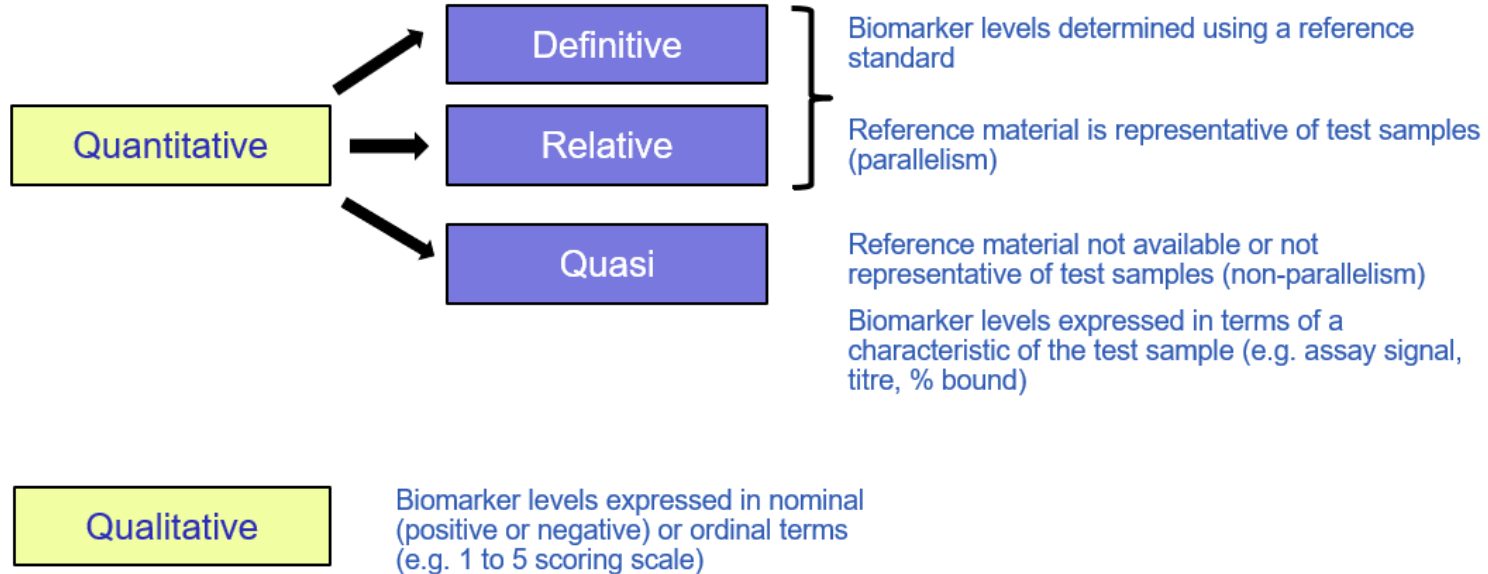 Definitive
Biomarker levels determined using a reference
standard
Quantitative
Relative
Reference material is representative of test samples
(parallelism)
Quasi
Reference material not available or not
representative of test samples (non-parallelism)
Biomarker levels expressed in terms of a
characteristic of the test sample (e.g. assay signal,
titre, % bound)
Qualitative
Biomarker levels expressed in nominal
(positive or negative) or ordinal terms
(e.g. 1 to 5 scoring scale)